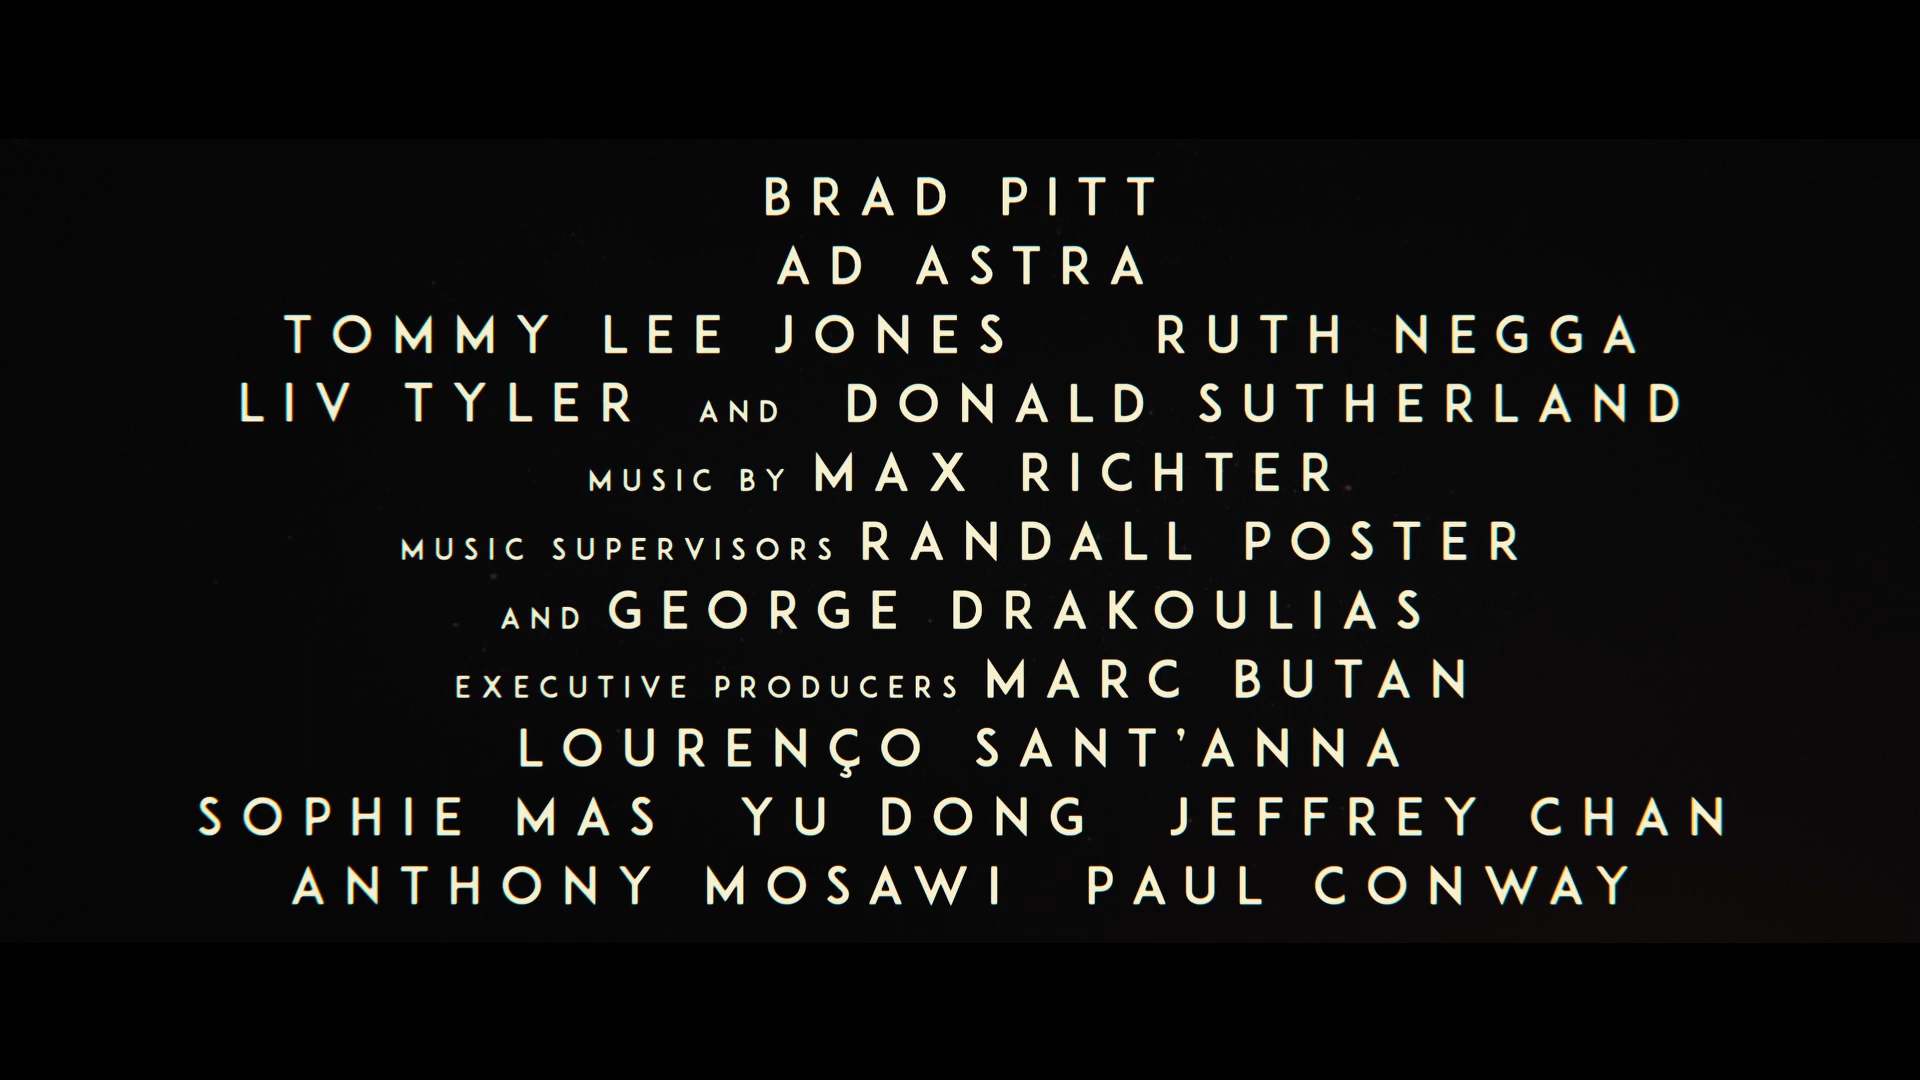 BRAD PITT
AD ASTRA
TOMMY LEE JONES RUTH NEGGA
LIV TYLER AND DONALD SUTHERLAND
MUSIC BY MAX RICHTER
MUSIC SUPERVISORS RANDALL POSTER
AND GEORGE DRAKOULIAS
EXECUTIVE PRODUCERS MARC BUTAN
LOURENÇO SANT'ANNA
SOPHIE MAS YU DONG JEFFREY CHAN
ANTHONY MOSAWI PAUL CONWAY